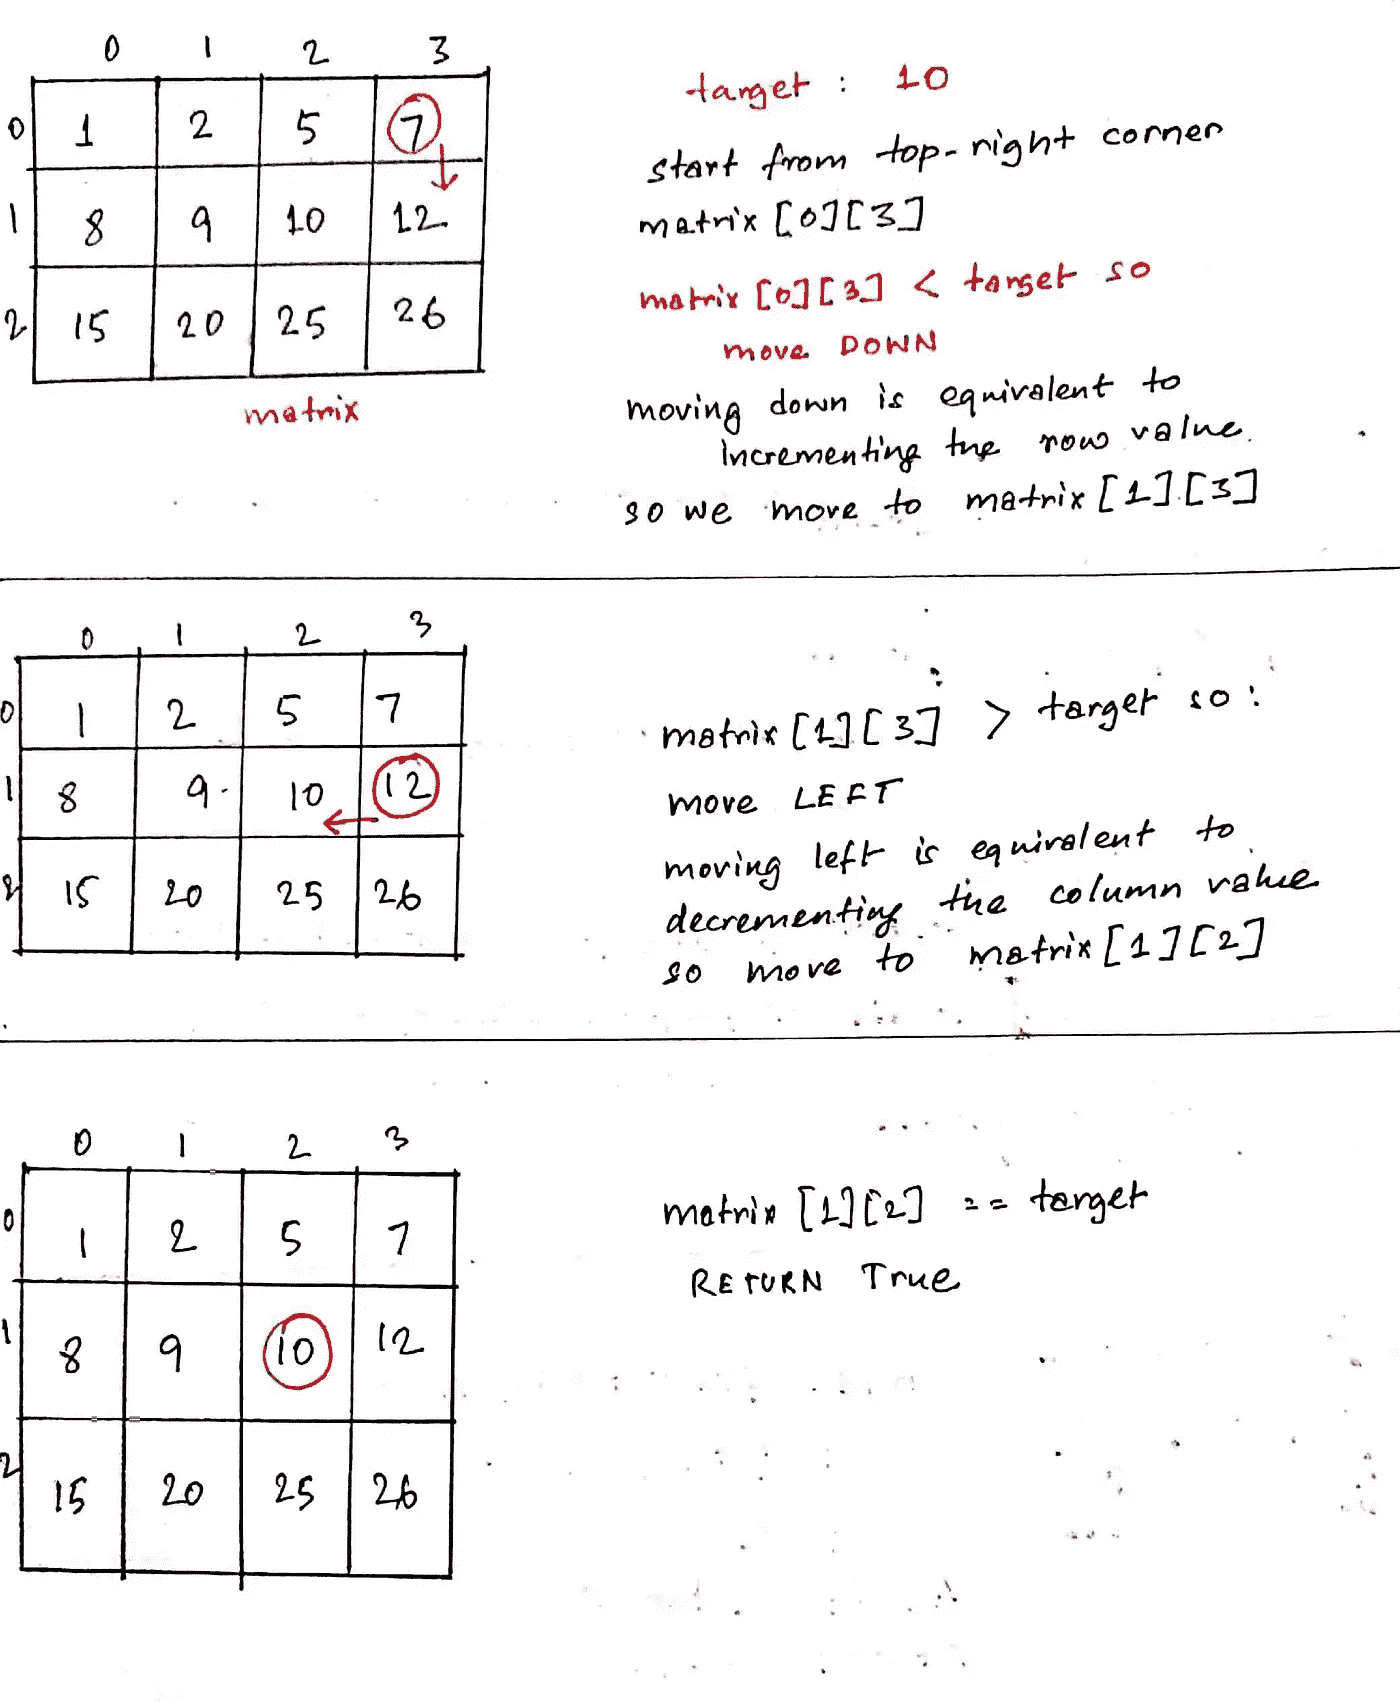 0 1 2 3
0 1 2 5 7
1 8 9 10 12
2 15 20 25 26
matrix
target : 10
start from top-right corner
matrix [0][3]
matrix [0][3] < target so
move DOWN
moving down is equivalent to
incrementing the row value.
so we move to matrix [1][3]
0 1 2 3
0 1 2 5 7
1 8 9 10 12
2 15 20 25 26
matrix [1][3] > target so:
move LEFT
moving left is equivalent to
decrementing the column value
so move to matrix [1][2]
0 1 2 3
0 1 2 5 7
1 8 9 10 12
2 15 20 25 26
matrix [1][2] == target
RETURN True